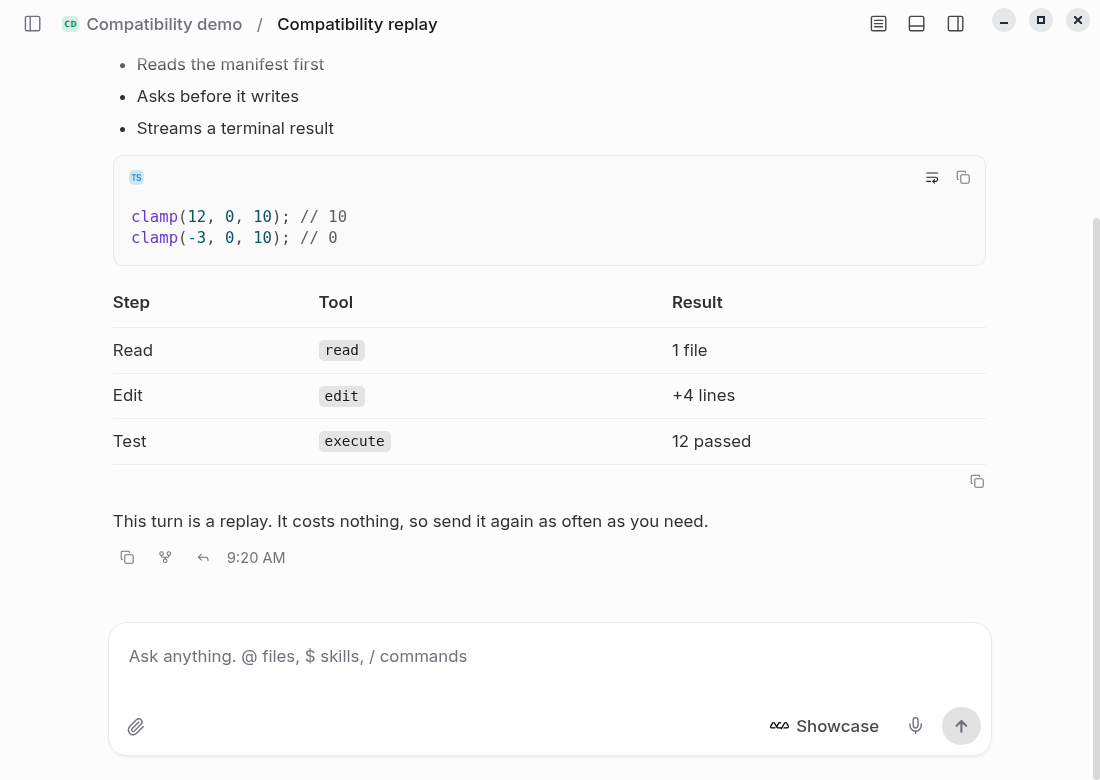 CD Compatibility demo / Compatibility replay
Reads the manifest first
Asks before it writes
Streams a terminal result
TS
clamp(12, 0, 10); // 10
clamp(-3, 0, 10); // 0
Step Tool Result
Read read 1 file
Edit edit +4 lines
Test execute 12 passed
This turn is a replay. It costs nothing, so send it again as often as you need.
9:20 AM
Ask anything. @ files, $ skills, / commands
Showcase